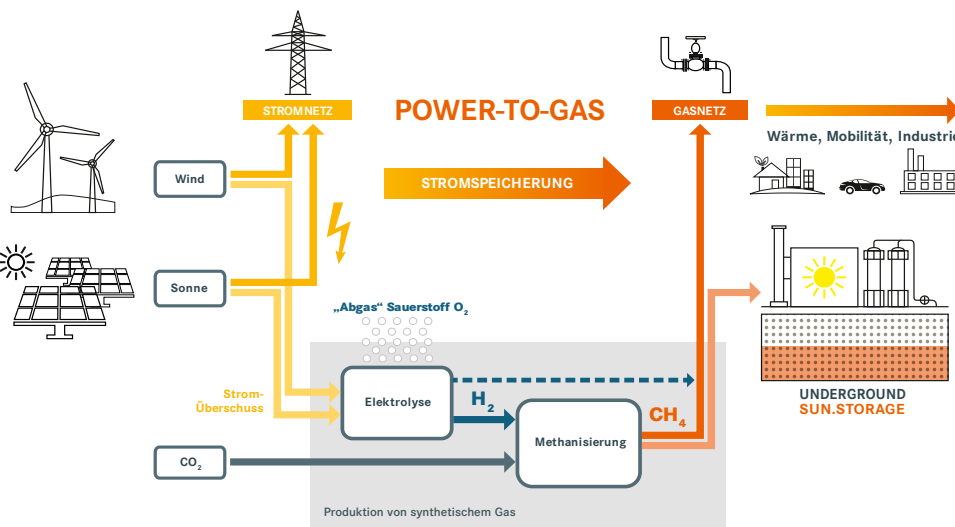 STROMNETZ
POWER-TO-GAS
GASNETZ
Wärme, Mobilität, Industrie
Wind
STROMSPEICHERUNG
Sonne
„Abgas“ Sauerstoff O₂
Strom-
Überschuss
Elektrolyse
H₂
CH₄
Methanisierung
UNDERGROUND
SUN.STORAGE
CO₂
Produktion von synthetischem Gas